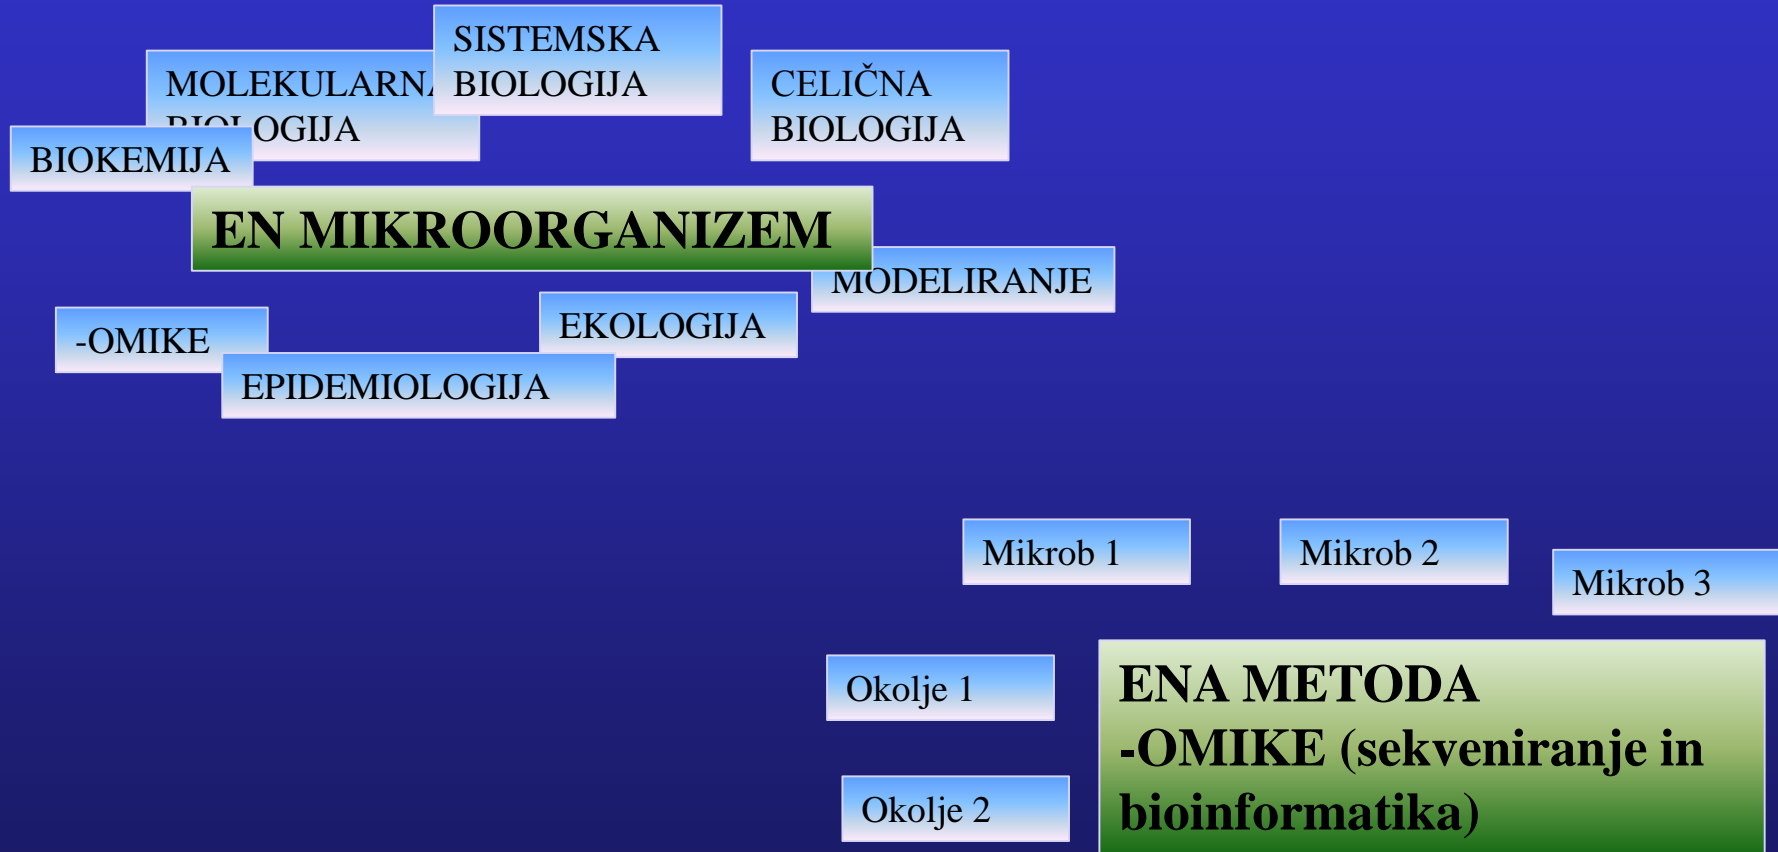 SISTEMSKA
BIOLOGIJA
MOLEKULARNA
BIOLOGIJA
CELIČNA
BIOLOGIJA
BIOKEMIJA
EN MIKROORGANIZEM
MODELIRANJE
EKOLOGIJA
-OMIKE
EPIDEMIOLOGIJA
Mikrob 1
Mikrob 2
Mikrob 3
Okolje 1
ENA METODA
-OMIKE (sekveniranje in
bioinformatika)
Okolje 2